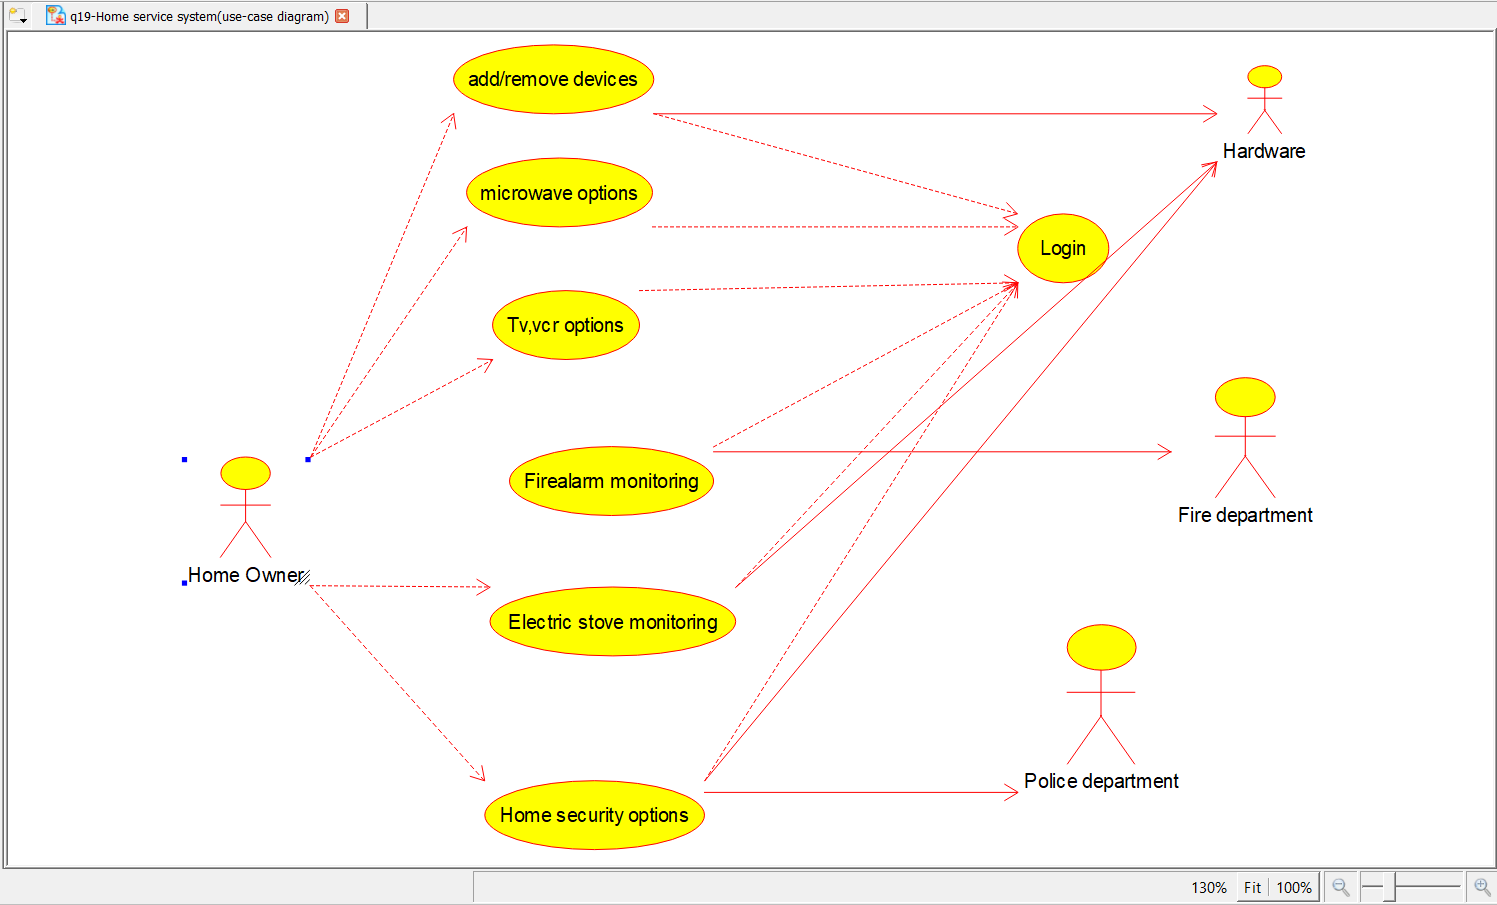 q19-Home service system(use-case diagram)
add/remove devices
Hardware
microwave options
Login
Tv,vcr options
Firealarm monitoring
Fire department
Home Owner
Electric stove monitoring
Police department
Home security options
130% Fit 100%